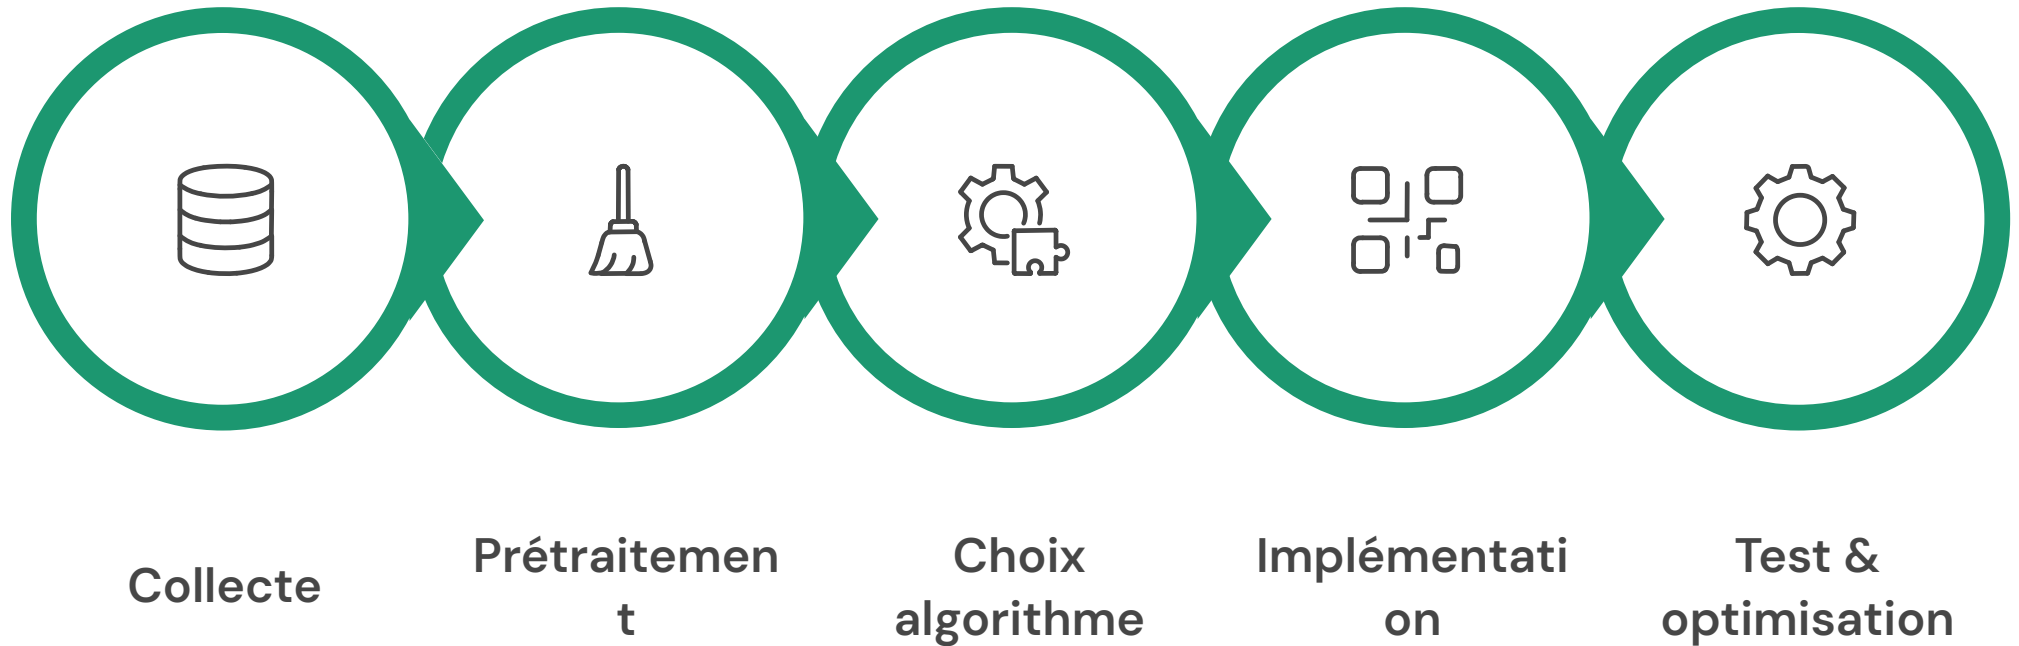 Collecte
Prétraitemen
t
Choix
algorithme
Implémentati
on
Test &
optimisation